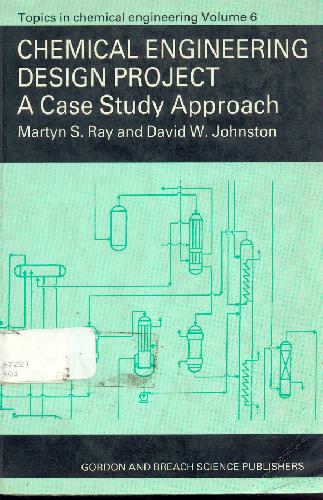 Topics in chemical engineering Volume 6
CHEMICAL ENGINEERING
DESIGN PROJECT
A Case Study Approach
Martyn S. Ray and David W. Johnston
GORDON AND BREACH SCIENCE PUBLISHERS